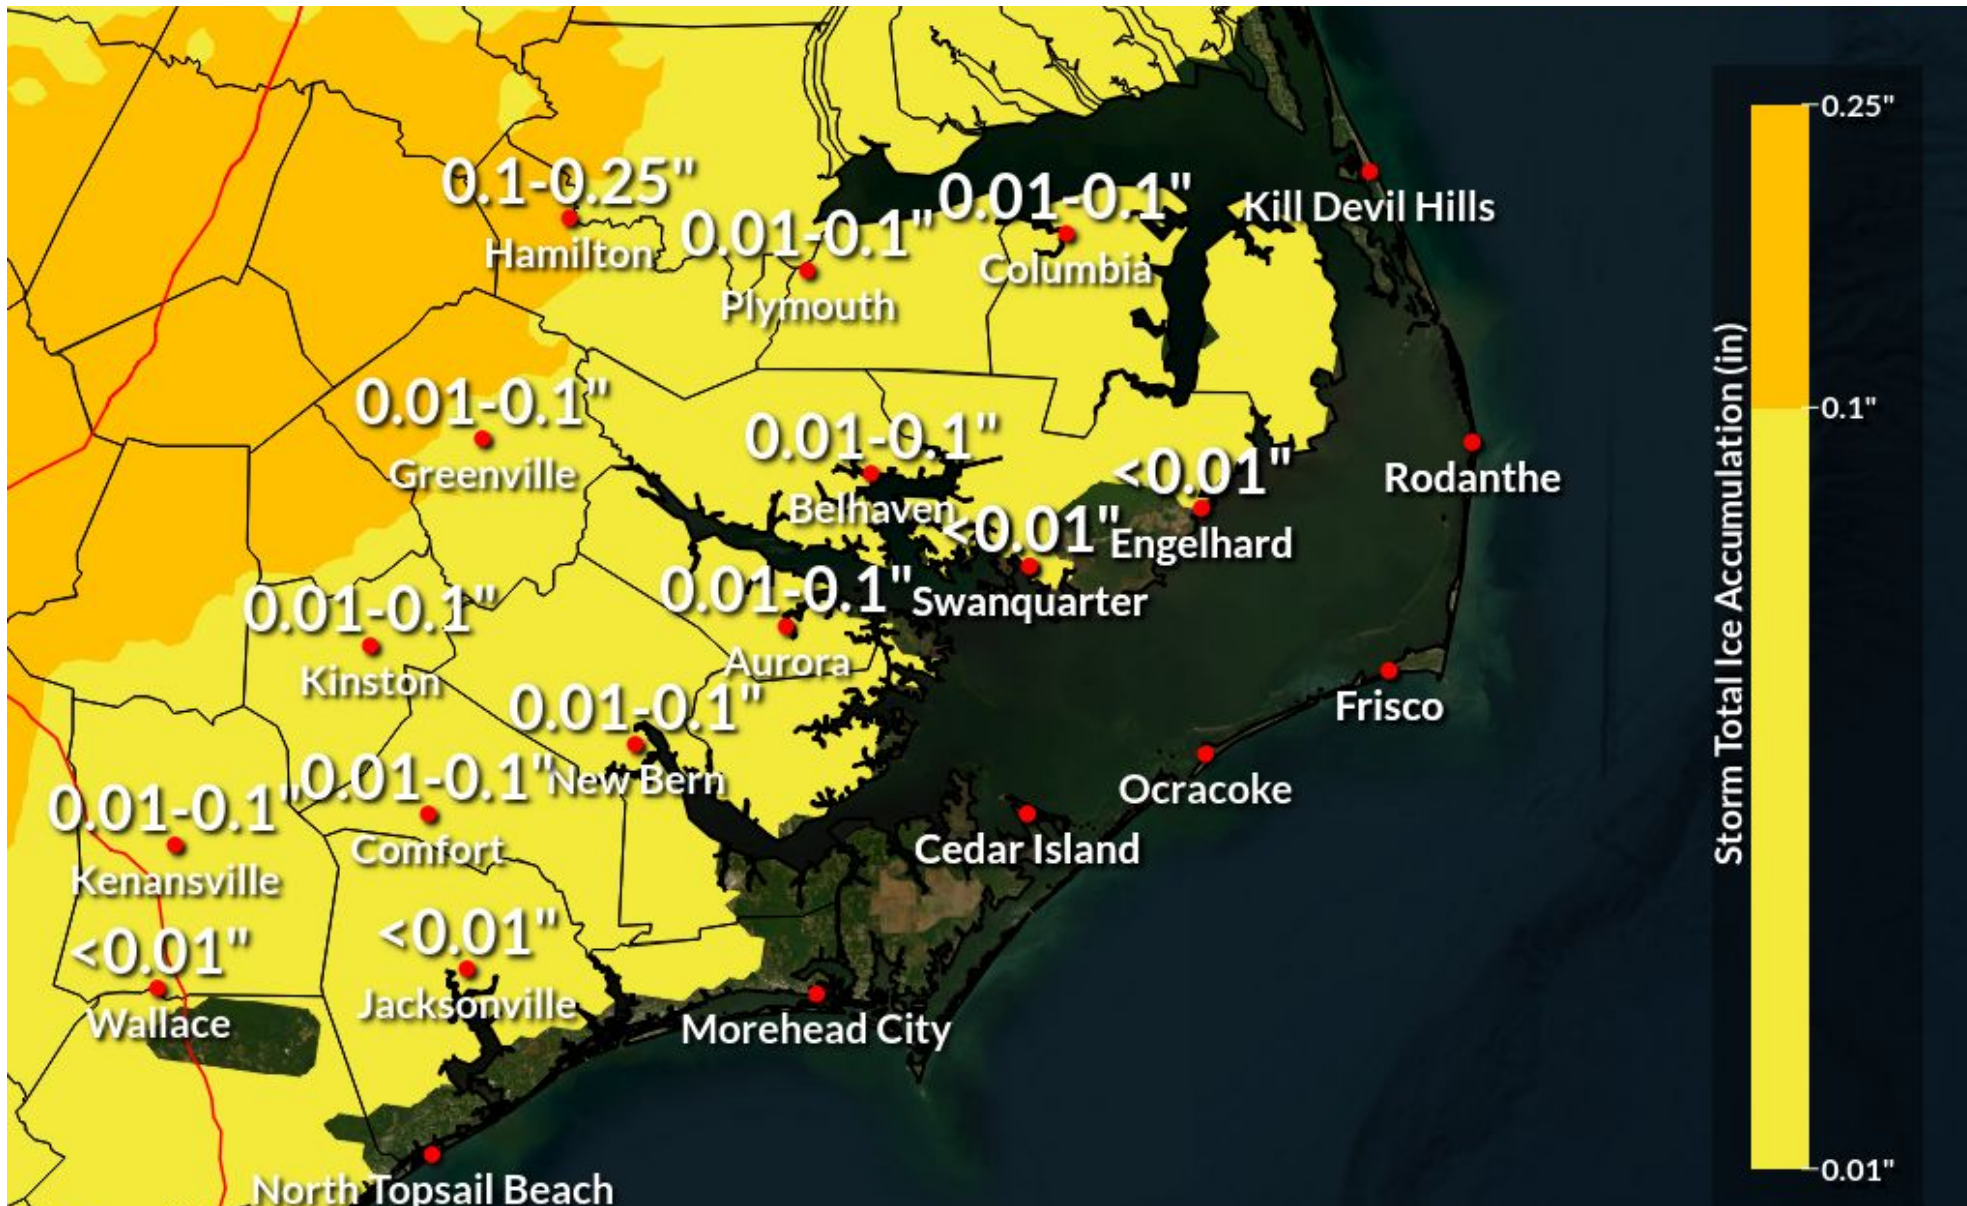 0.25"
0.1-0.25"
Hamilton
0.01-0.1"
Columbia
Kill Devil Hills
0.01-0.1"
Plymouth
0.01-0.1"
Greenville
0.1"
0.01-0.1"
Belhaven
<0.01"
Engelhard
Rodanthe
<0.01"
Swanquarter
0.01-0.1"
Aurora
0.01-0.1"
Kinston
Storm Total Ice Accumulation (in)
0.01-0.1"
New Bern
Frisco
Ocracoke
0.01-0.1"
Comfort
0.01-0.1"
Kenansville
Cedar Island
<0.01"
Jacksonville
<0.01"
Wallace
Morehead City
North Topsail Beach
0.01"